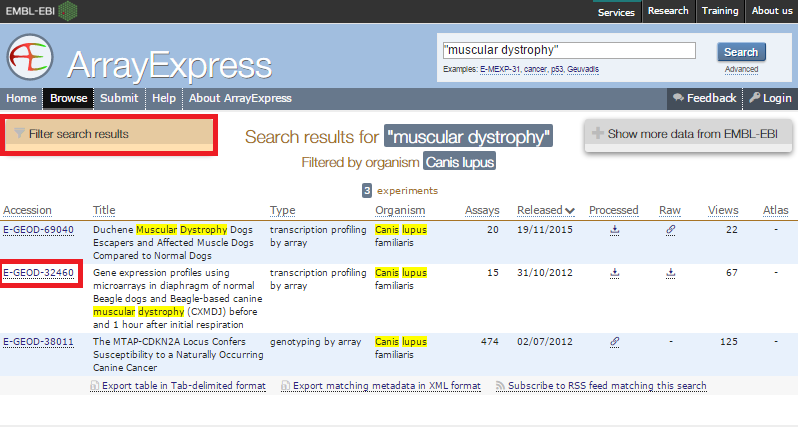 EMBL-EBI Services Research Training About us
ArrayExpress
"muscular dystrophy" Search
Examples: E-MEXP-31, cancer, p53, Geuvadis Advanced
Home Browse Submit Help About ArrayExpress Feedback Login
Filter search results
Search results for "muscular dystrophy"
Filtered by organism Canis lupus
Show more data from EMBL-EBI
3 experiments
Accession Title Type Organism Assays Released Processed Raw Views Atlas
E-GEOD-69040 Duchene Muscular Dystrophy Dogs transcription profiling Canis lupus 20 19/11/2015 22 -
Escapers and Affected Muscle Dogs by array familiaris
Compared to Normal Dogs
E-GEOD-32460 Gene expression profiles using transcription profiling Canis lupus 15 31/10/2012 67 -
microarrays in diaphragm of normal by array familiaris
Beagle dogs and Beagle-based canine
muscular dystrophy (CXMDJ) before
and 1 hour after initial respiration
E-GEOD-38011 The MTAP-CDKN2A Locus Confers genotyping by array Canis lupus 474 02/07/2012 - 125 -
Susceptibility to a Naturally Occurring familiaris
Canine Cancer
Export table in Tab-delimited format Export matching metadata in XML format Subscribe to RSS feed matching this search